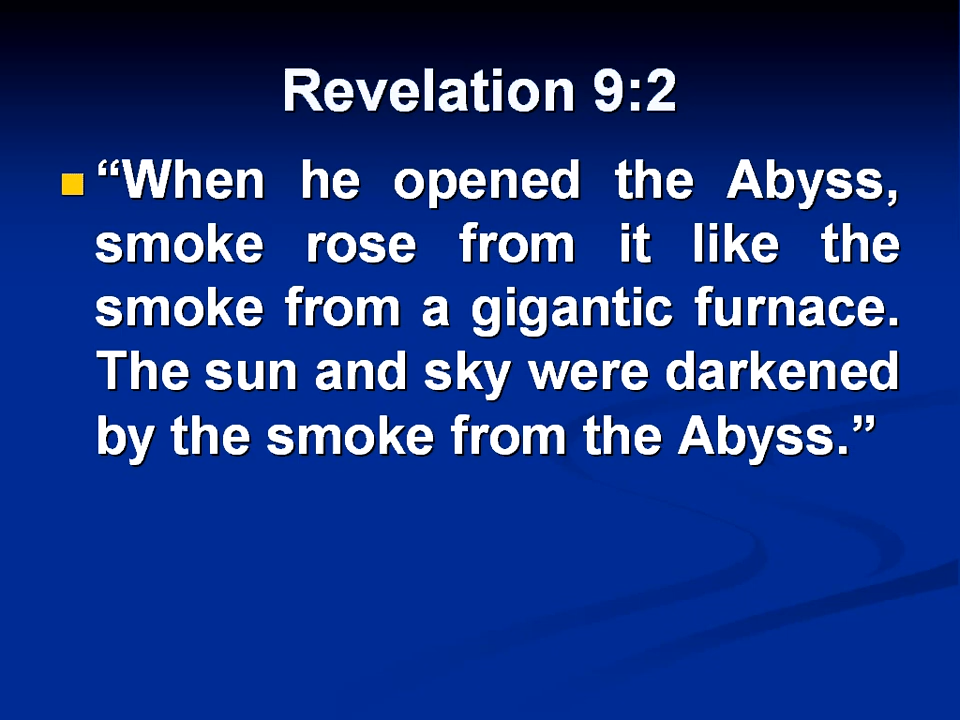 Revelation 9:2
“When he opened the Abyss,
smoke rose from it like the
smoke from a gigantic furnace.
The sun and sky were darkened
by the smoke from the Abyss.”